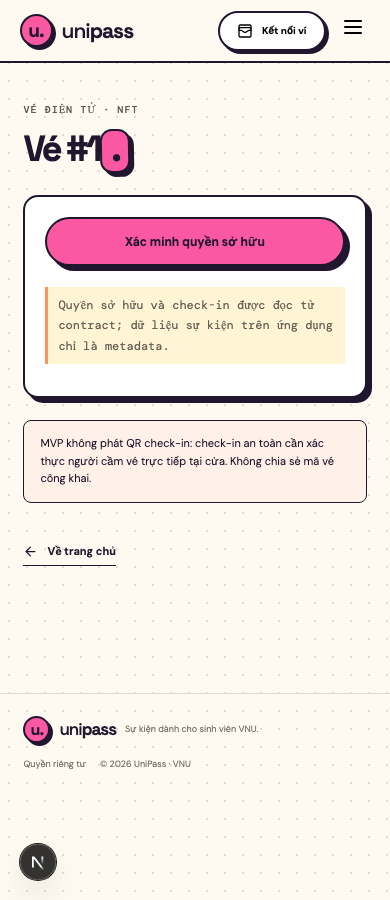 u. unipass
Kết nối ví
VÉ ĐIỆN TỬ · NFT
Vé #1.
Xác minh quyền sở hữu
Quyền sở hữu và check-in được đọc từ
contract; dữ liệu sự kiện trên ứng dụng
chỉ là metadata.
MVP không phát QR check-in: check-in an toàn cần xác
thực người cầm vé trực tiếp tại cửa. Không chia sẻ mã vé
công khai.
Về trang chủ
u. unipass Sự kiện dành cho sinh viên VNU.
Quyền riêng tư © 2026 UniPass · VNU
N